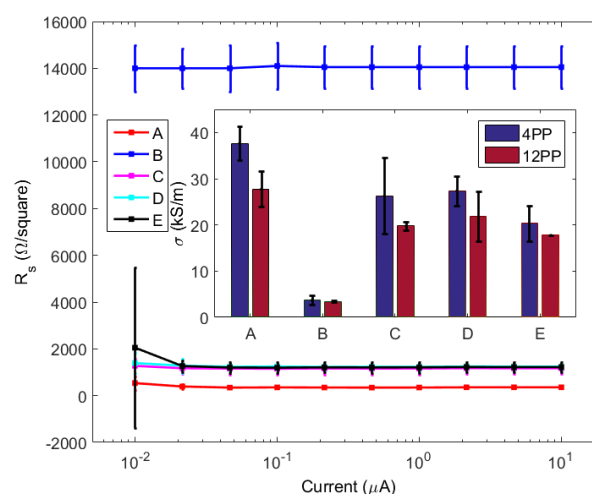 16000
14000
12000
10000
8000
6000
4000
2000
0
-2000
R_s (Ω/square)
10^-2
10^-1
10^0
10^1
Current (μA)
A
B
C
D
E
40
30
20
10
0
σ (kS/m)
4PP
12PP
A B C D E